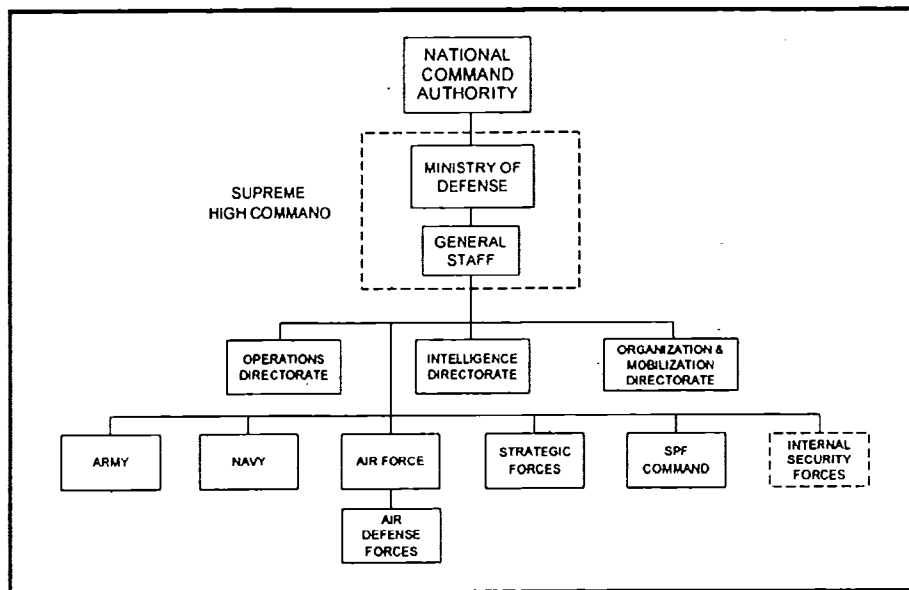 NATIONAL
COMMAND
AUTHORITY
MINISTRY OF
DEFENSE
SUPREME
HIGH COMMAND
GENERAL
STAFF
OPERATIONS
DIRECTORATE
INTELLIGENCE
DIRECTORATE
ORGANIZATION &
MOBILIZATION
DIRECTORATE
ARMY
NAVY
AIR FORCE
STRATEGIC
FORCES
SPF
COMMAND
INTERNAL
SECURITY
FORCES
AIR
DEFENSE
FORCES